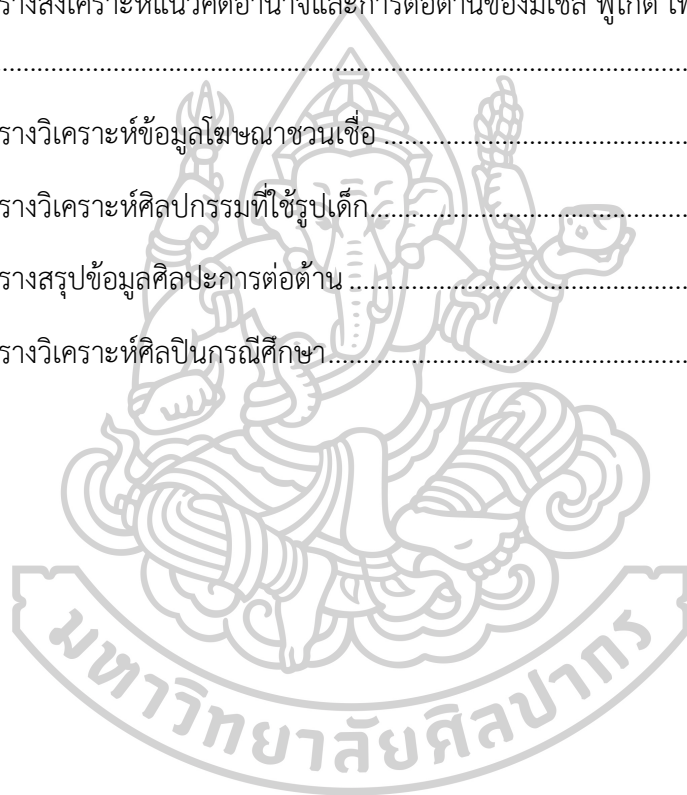 รางสังเคราะห์แนวคิดอำนาจและการต่อต้านของมิเชล ฟูโกต์
........................................................................................................
รางวิเคราะห์ข้อมูลโฆษณาชวนเชื่อ ..............................................
รางวิเคราะห์ศิลปกรรมที่ใช้รูปเด็ก................................................
รางสรุปข้อมูลศิลปะการต่อต้าน ...................................................
รางวิเคราะห์ศิลปินกรณีศึกษา......................................................
มหาวิทยาลัยศิลปากร